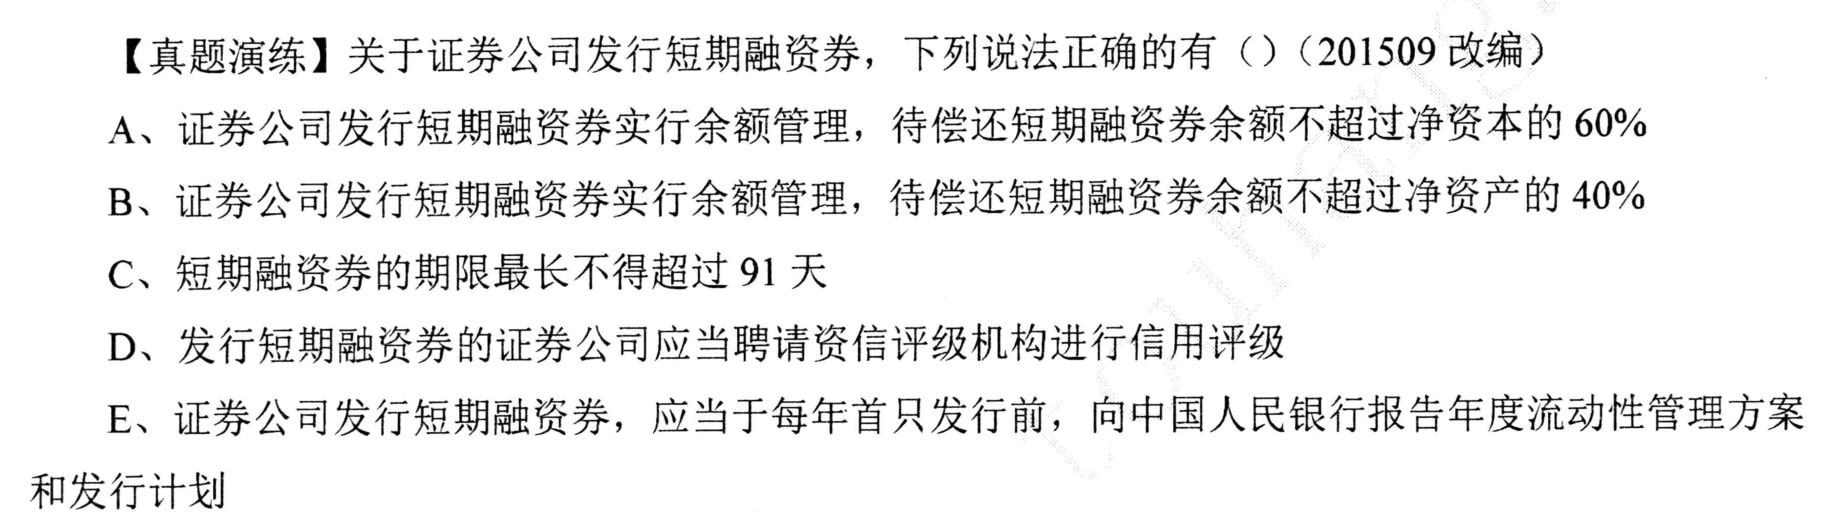 【真题演练】关于证券公司发行短期融资券，下列说法正确的有（）（201509 改编）
A、证券公司发行短期融资券实行余额管理，待偿还短期融资券余额不超过净资本的 60%
B、证券公司发行短期融资券实行余额管理，待偿还短期融资券余额不超过净资产的 40%
C、短期融资券的期限最长不得超过 91 天
D、发行短期融资券的证券公司应当聘请资信评级机构进行信用评级
E、证券公司发行短期融资券，应当于每年首只发行前，向中国人民银行报告年度流动性管理方案
和发行计划